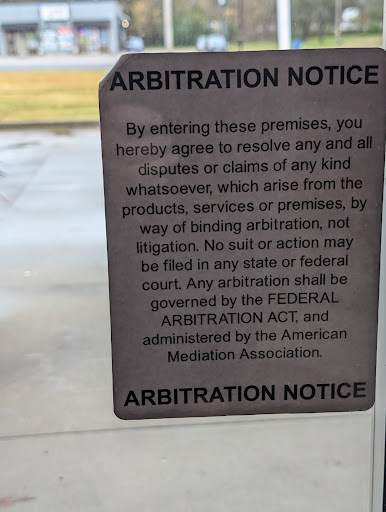 ARBITRATION NOTICE
By entering these premises, you
hereby agree to resolve any and all
disputes or claims of any kind
whatsoever, which arise from the
products, services or premises, by
way of binding arbitration, not
litigation. No suit or action may
be filed in any state or federal
court. Any arbitration shall be
governed by the FEDERAL
ARBITRATION ACT, and
administered by the American
Mediation Association.
ARBITRATION NOTICE